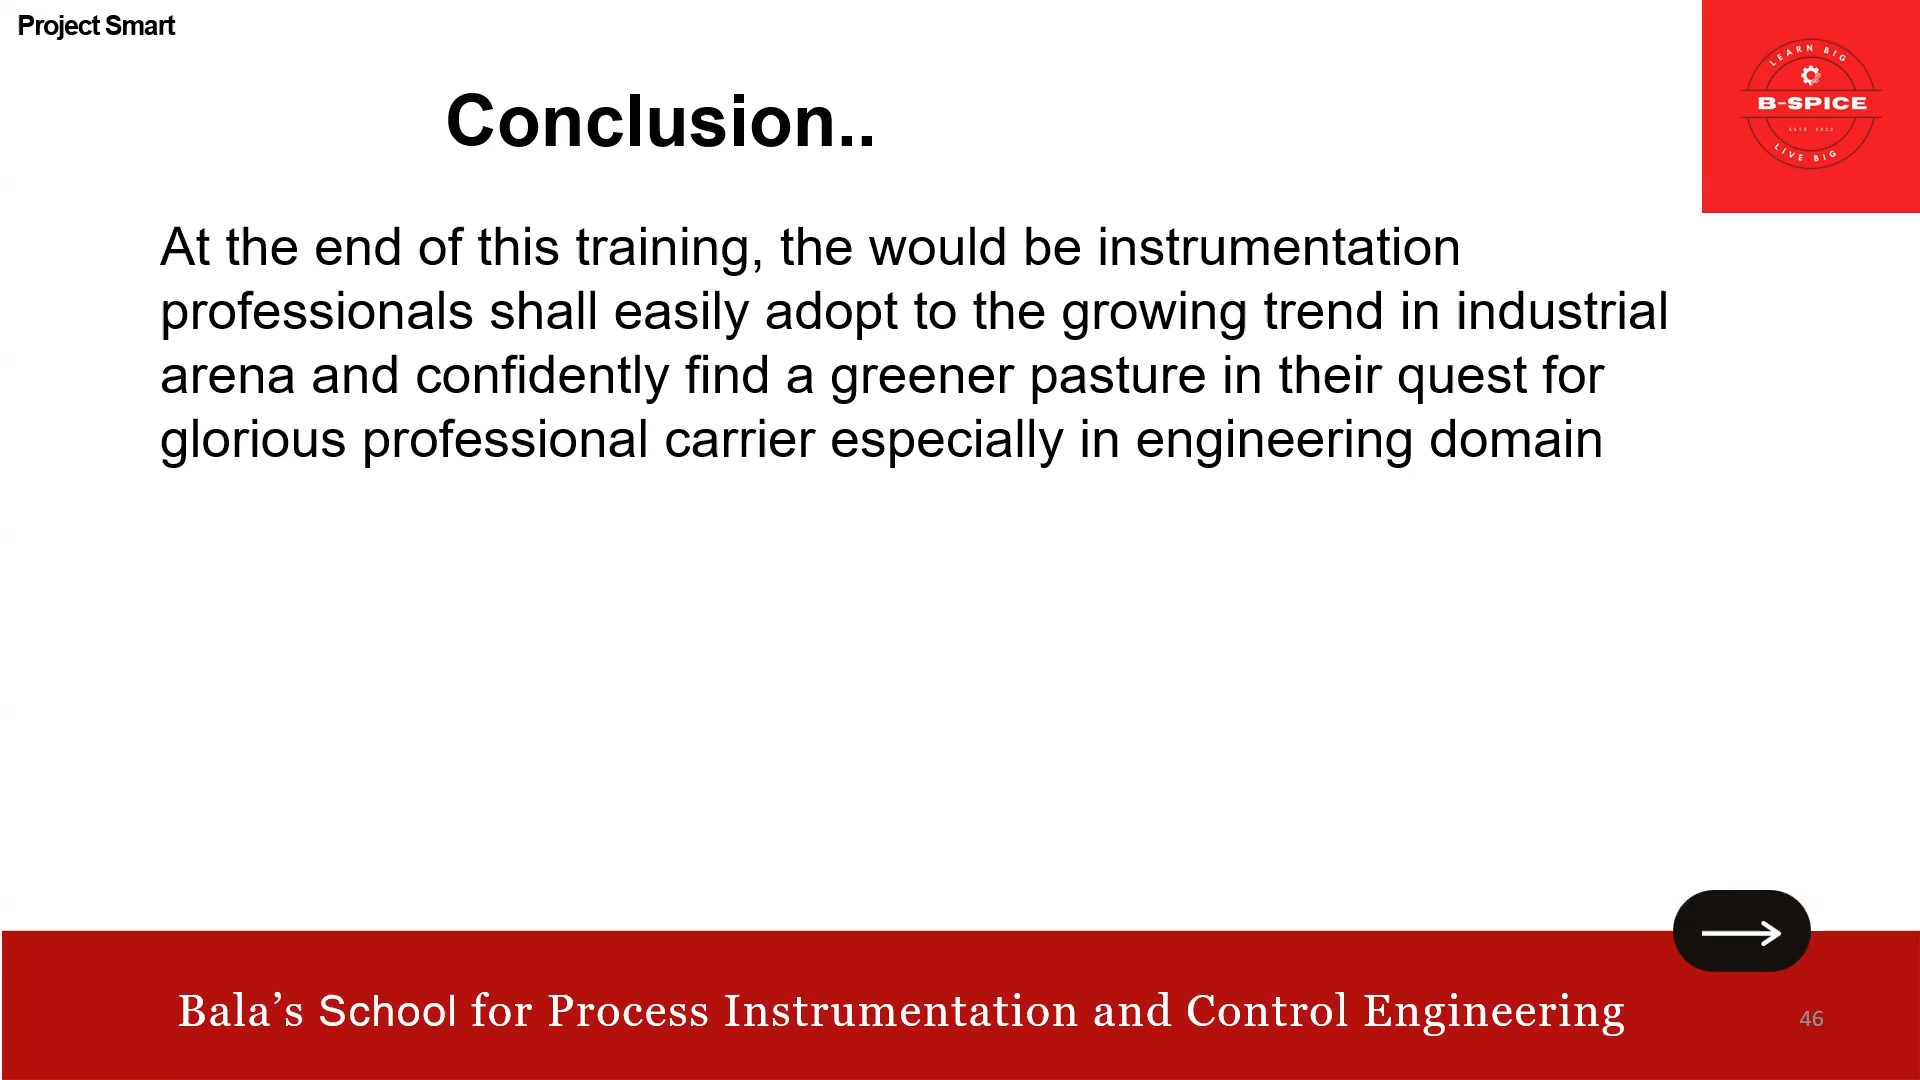 Project Smart
LEARN BIG
B-SPICE
ESTD 2023
LIVE BIG
Conclusion..
At the end of this training, the would be instrumentation
professionals shall easily adopt to the growing trend in industrial
arena and confidently find a greener pasture in their quest for
glorious professional carrier especially in engineering domain
Bala’s School for Process Instrumentation and Control Engineering
46